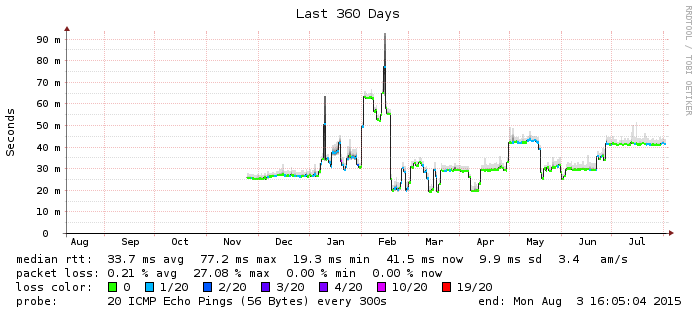 Last 360 Days
RRDTOOL / TOBI OETIKER
Seconds
90 m
80 m
70 m
60 m
50 m
40 m
30 m
20 m
10 m
0
Aug Sep Oct Nov Dec Jan Feb Mar Apr May Jun Jul
median rtt: 33.7 ms avg 77.2 ms max 19.3 ms min 41.5 ms now 9.9 ms sd 3.4 am/s
packet loss: 0.21 % avg 27.08 % max 0.00 % min 0.00 % now
loss color: 0 1/20 2/20 3/20 4/20 10/20 19/20
probe: 20 ICMP Echo Pings (56 Bytes) every 300s end: Mon Aug 3 16:05:04 2015